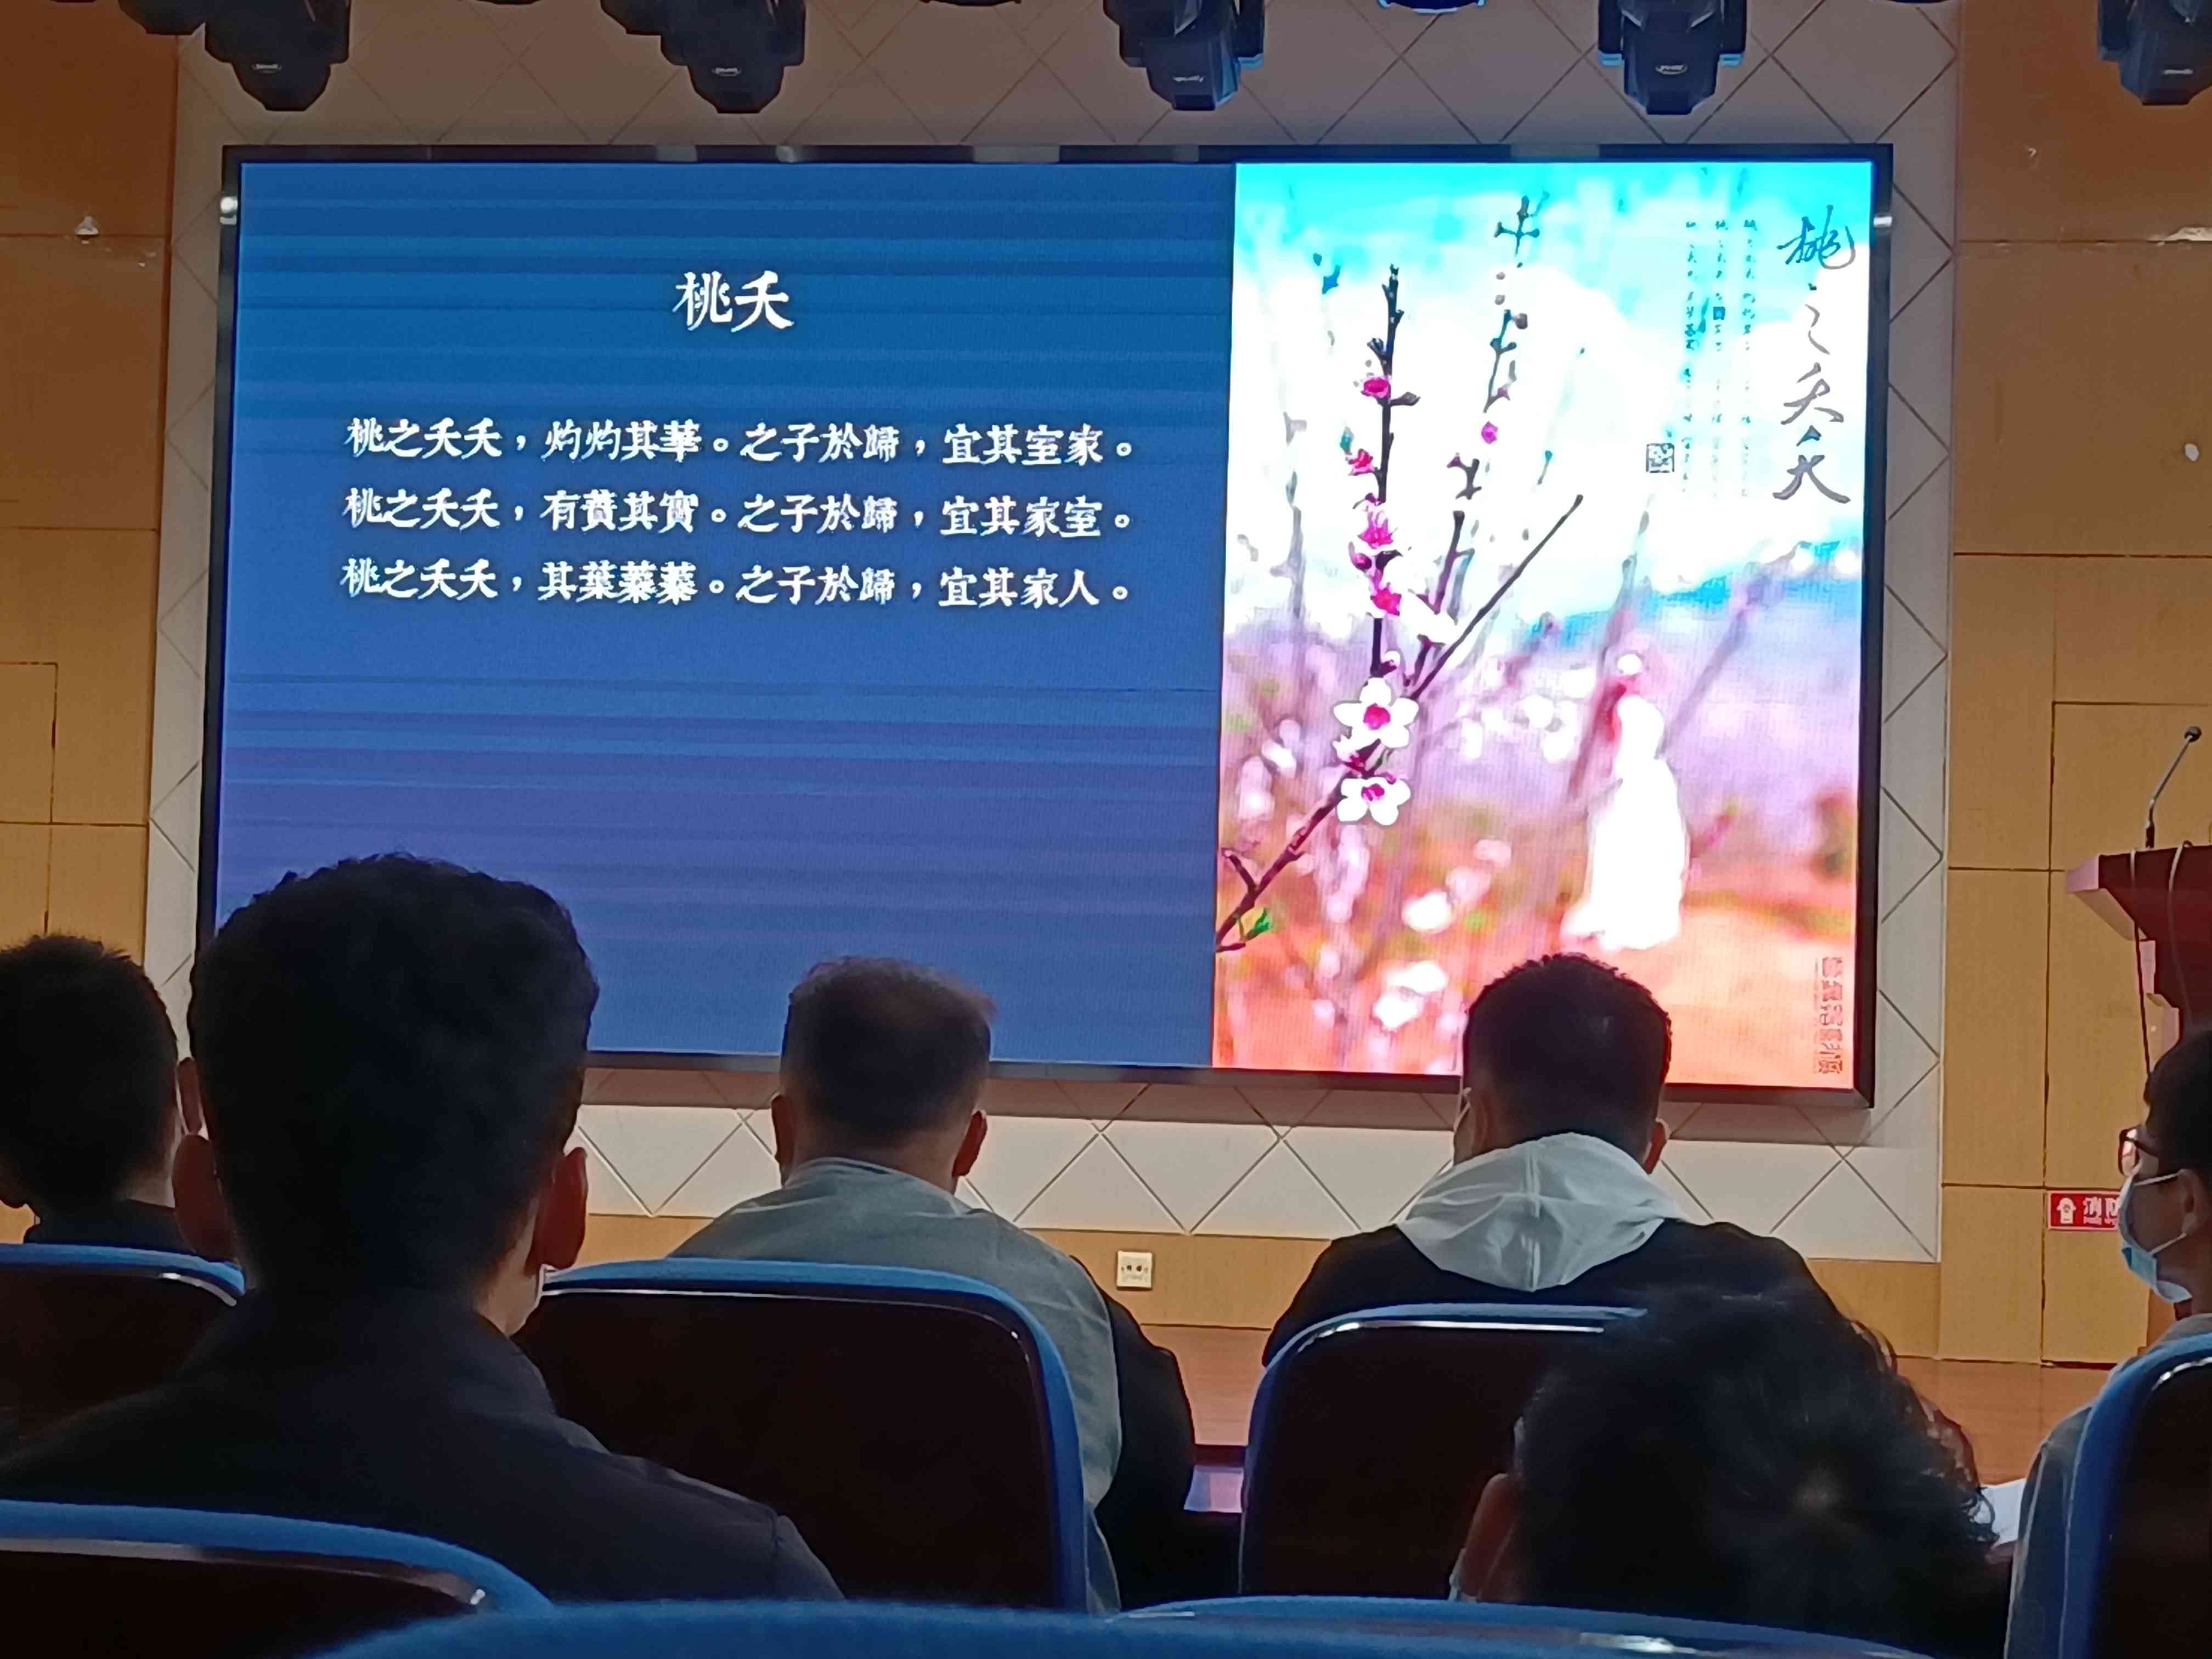 桃夭
桃之夭夭，灼灼其華。之子於歸，宜其室家。
桃之夭夭，有蕡其實。之子於歸，宜其家室。
桃之夭夭，其葉蓁蓁。之子於歸，宜其家人。
桃之夭夭
消防